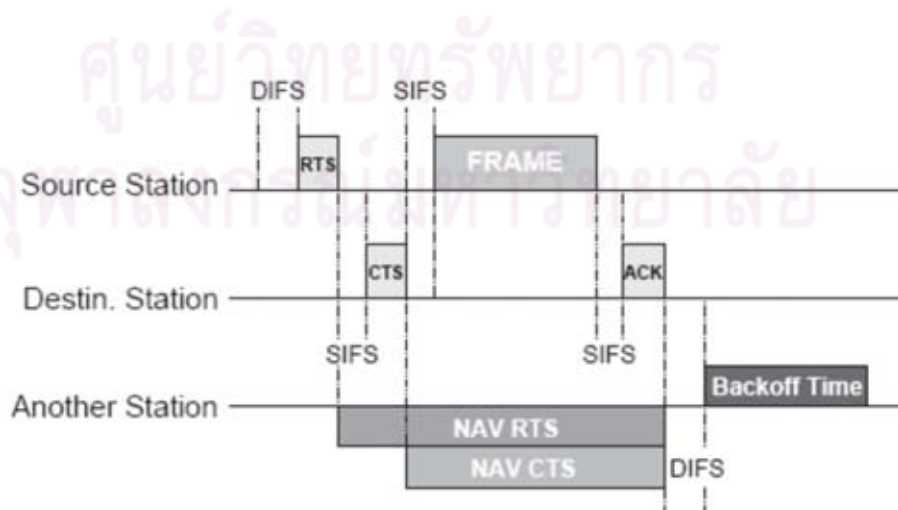 ศูนย์วิทยทรัพยากร
จุฬาลงกรณ์มหาวิทยาลัย
DIFS
SIFS
RTS
FRAME
Source Station
CTS
ACK
Destin. Station
SIFS
SIFS
Backoff Time
Another Station
NAV RTS
NAV CTS
DIFS